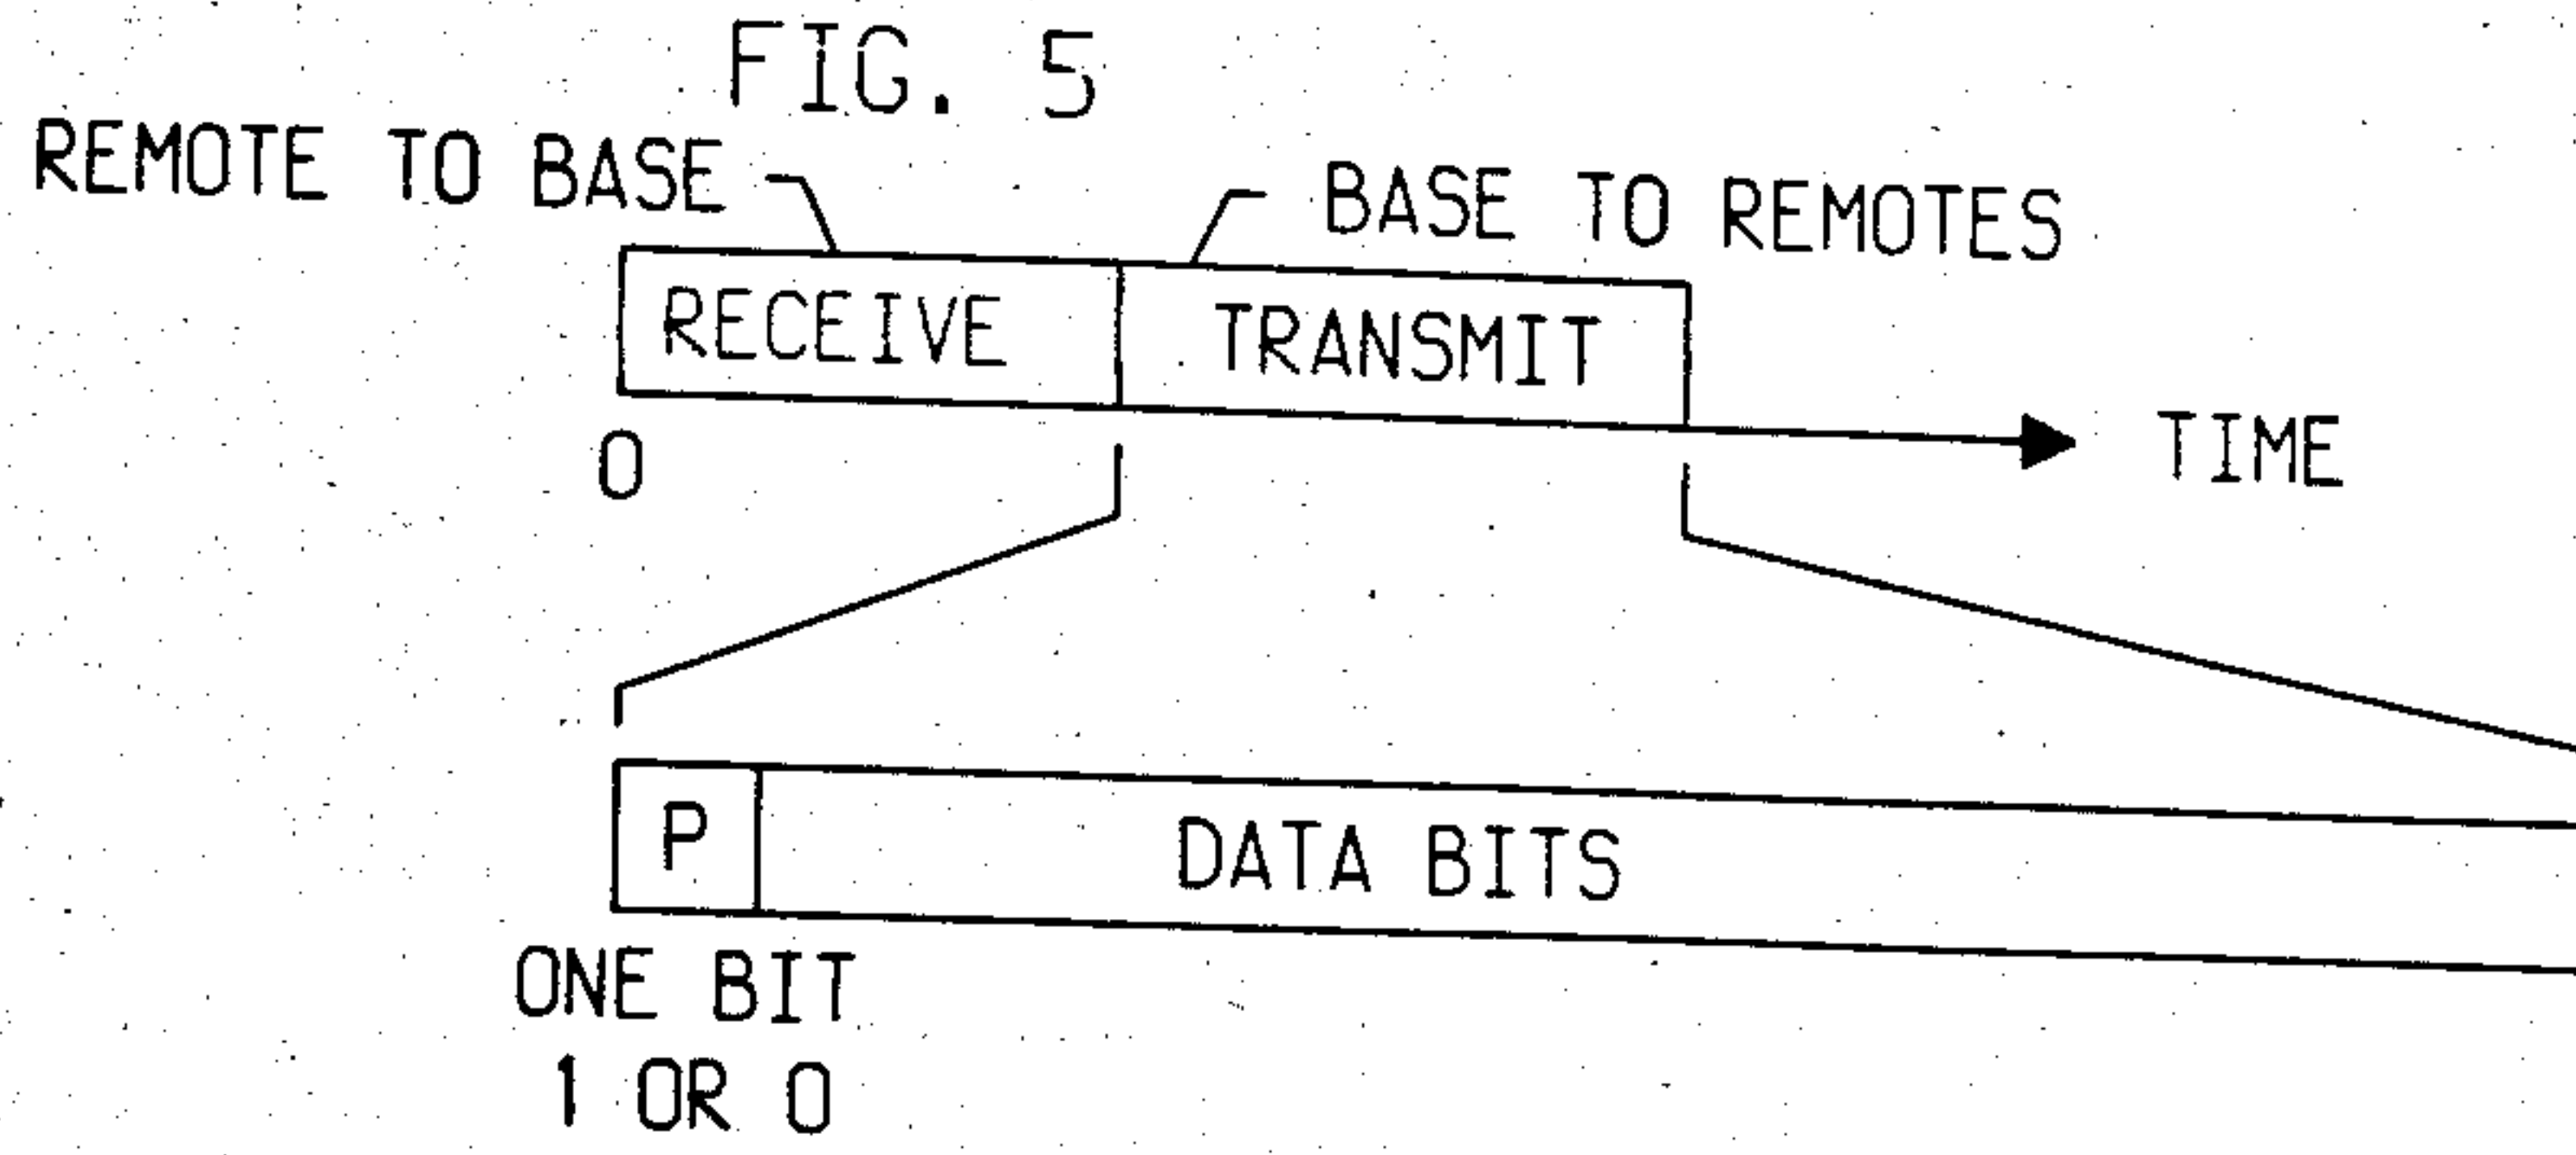 FIG. 5
REMOTE TO BASE
BASE TO REMOTES
RECEIVE
TRANSMIT
0
TIME
P
DATA BITS
ONE BIT
1 OR 0